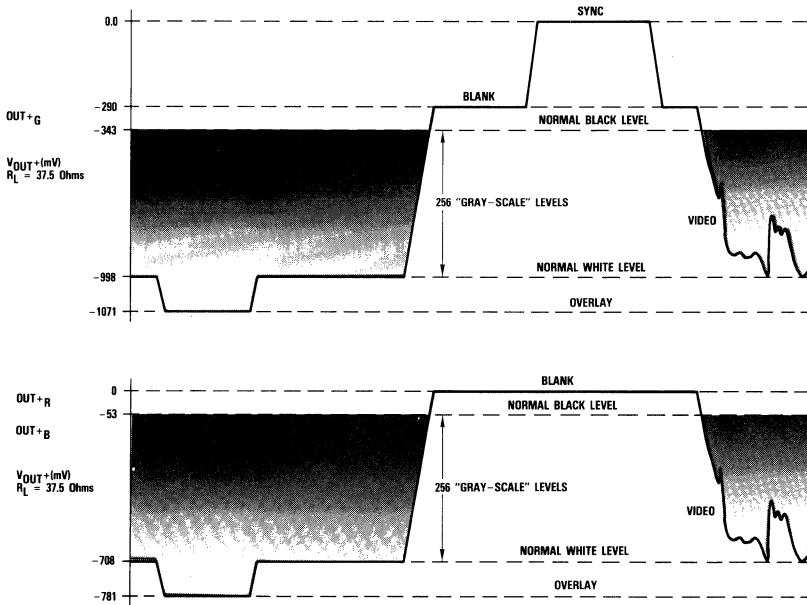 SYNC
0.0
BLANK
-290
OUT+G
NORMAL BLACK LEVEL
-343
VOUT+(mV)
RL = 37.5 Ohms
256 "GRAY-SCALE" LEVELS
VIDEO
NORMAL WHITE LEVEL
-998
OVERLAY
-1071
BLANK
0
OUT+R
NORMAL BLACK LEVEL
-53
OUT+B
VOUT+(mV)
RL = 37.5 Ohms
256 "GRAY-SCALE" LEVELS
VIDEO
NORMAL WHITE LEVEL
-708
OVERLAY
-781